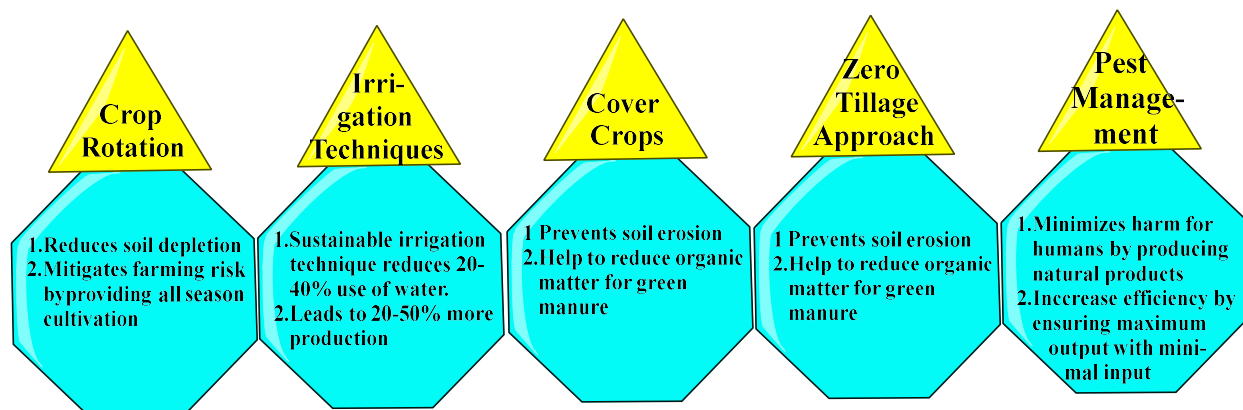 Crop
Rotation
1.Reduces soil depletion
2.Mitigates farming risk
byproviding all season
cultivation
Irri-
gation
Techniques
1.Sustainable irrigation
technique reduces 20-
40% use of water.
2.Leads to 20-50% more
production
Cover
Crops
1 Prevents soil erosion
2.Help to reduce organic
matter for green
manure
Zero
Tillage
Approach
1 Prevents soil erosion
2.Help to reduce organic
matter for green
manure
Pest
Manage-
ment
1.Minimizes harm for
humans by producing
natural products
2.Inccrease efficiency by
ensuring maximum
output with mini-
mal input